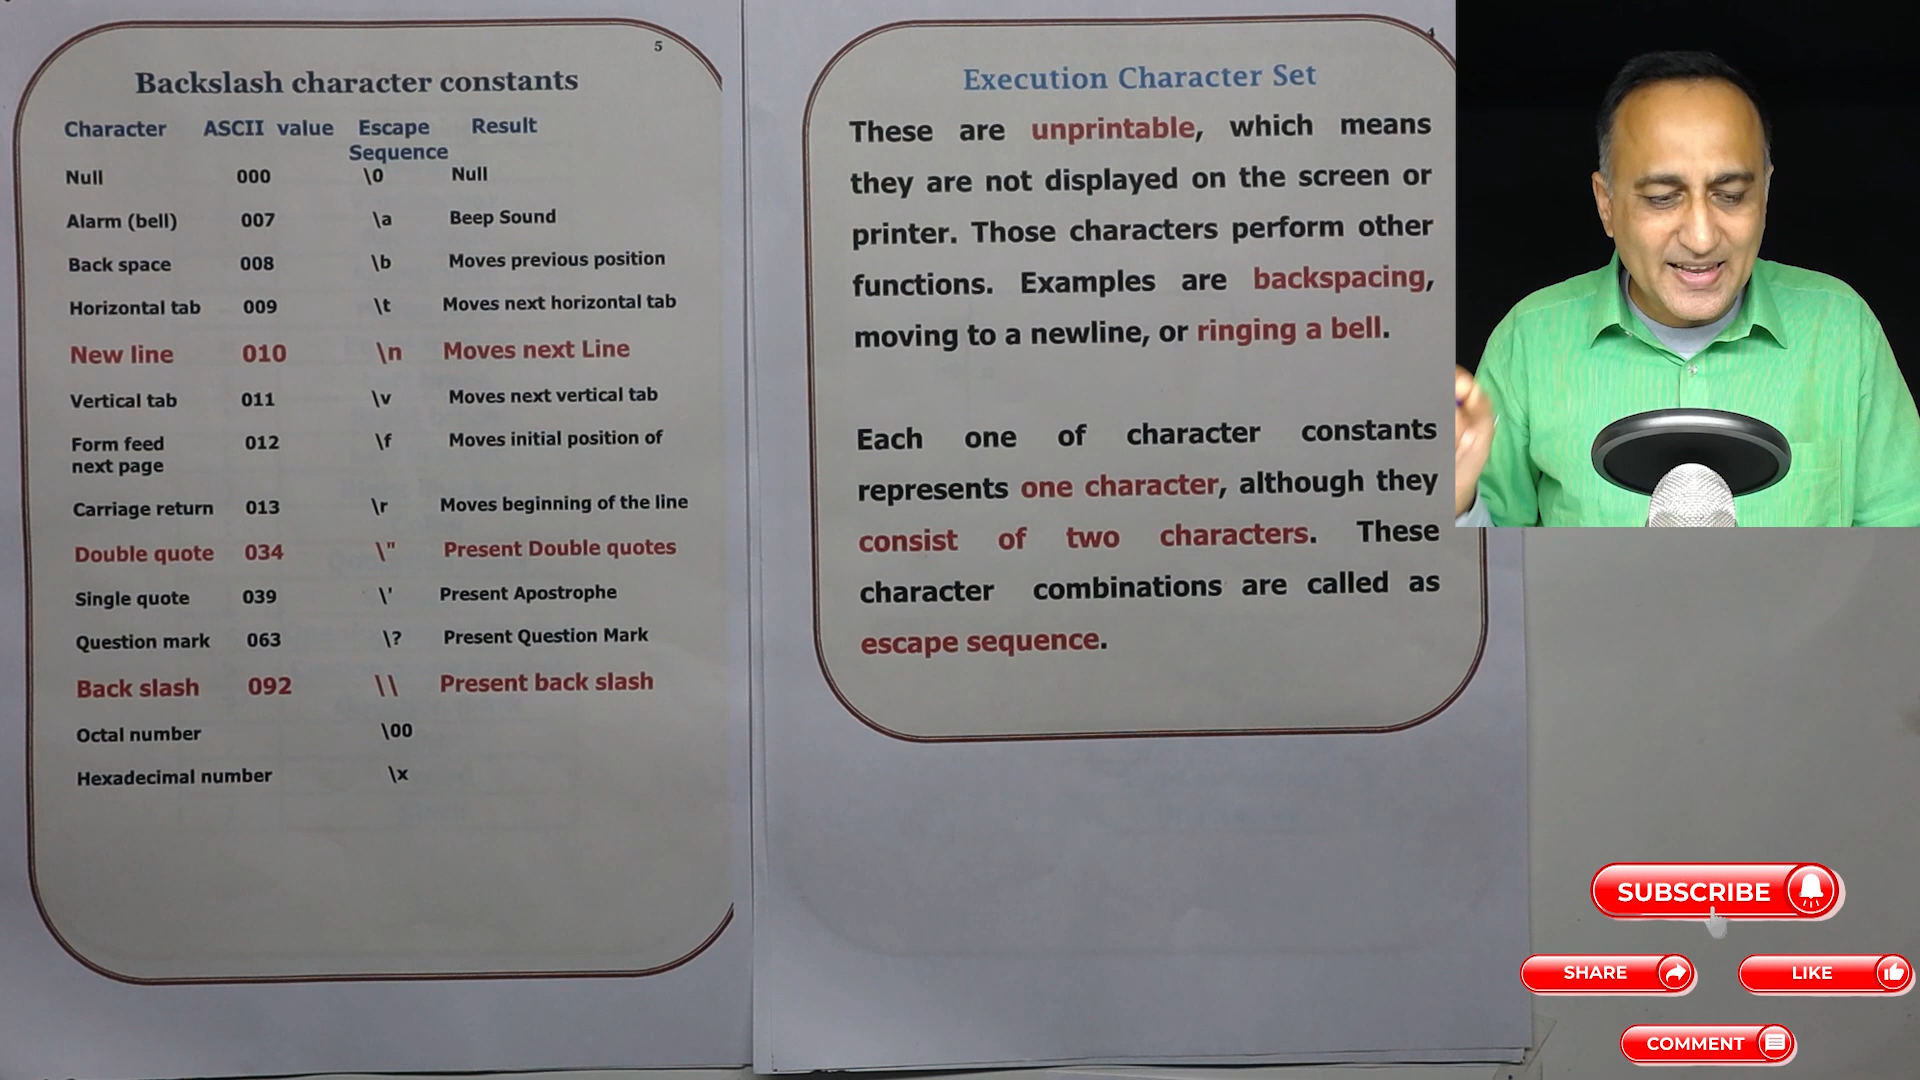 5
Backslash character constants
Character ASCII value Escape Sequence Result
Null 000 \0 Null
Alarm (bell) 007 \a Beep Sound
Back space 008 \b Moves previous position
Horizontal tab 009 \t Moves next horizontal tab
New line 010 \n Moves next Line
Vertical tab 011 \v Moves next vertical tab
Form feed 012 \f Moves initial position of
next page
Carriage return 013 \r Moves beginning of the line
Double quote 034 \" Present Double quotes
Single quote 039 \' Present Apostrophe
Question mark 063 \? Present Question Mark
Back slash 092 \\ Present back slash
Octal number \00
Hexadecimal number \x
4
Execution Character Set
These are unprintable, which means
they are not displayed on the screen or
printer. Those characters perform other
functions. Examples are backspacing,
moving to a newline, or ringing a bell.
Each one of character constants
represents one character, although they
consist of two characters. These
character combinations are called as
escape sequence.
SUBSCRIBE
SHARE
LIKE
COMMENT